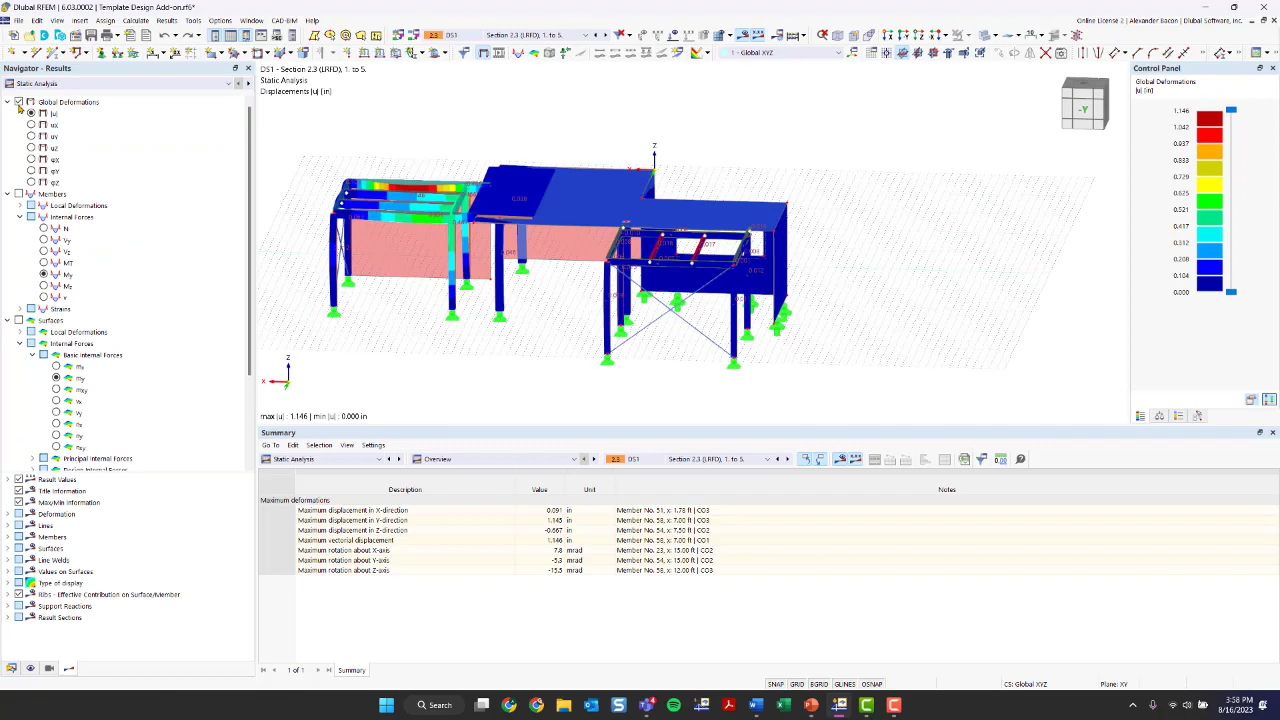 Dlubal RFEM | 6.03.0002 | Template Design Add-on.rf6*
File Edit View Insert Assign Calculate Results Tools Options Window CAD-BIM Help
Online License 2 | Alexander Bacon | Dlubal Software, Inc.
2.3 DS1 Section 2.3 (LRFD), 1. to 5.
1 - Global XYZ
Navigator - Results
Static Analysis
Global Deformations
|u|
uX
uY
uZ
φX
φY
φZ
Members
Local Deformations
Internal Forces
N
Vy
Vz
MT
My
Mz
Strains
Surfaces
Local Deformations
Internal Forces
Basic Internal Forces
mx
my
mxy
vx
vy
nx
ny
nxy
Principal Internal Forces
Design Internal Forces
Result Values
Title Information
Max/Min Information
Deformation
Lines
Members
Surfaces
Line Welds
Values on Surfaces
Type of display
Ribs - Effective Contribution on Surface/Member
Support Reactions
Result Sections
DS1 - Section 2.3 (LRFD), 1. to 5.
Static Analysis
Displacements |u| [in]
Z
Z
X
-Y
max |u| : 1.146 | min |u| : 0.000 in
Control Panel
Global Deformations
|u| [in]
1.146
1.042
0.937
0.833
0.729
0.625
0.521
0.417
0.312
0.208
0.104
0.000
Summary
Go To Edit Selection View Settings
Static Analysis Overview 2.3 DS1 Section 2.3 (LRFD), 1. to 5.
Description Value Unit Notes
Maximum deformations
Maximum displacement in X-direction 0.091 in Member No. 51, x: 1.78 ft | CO3
Maximum displacement in Y-direction 1.145 in Member No. 58, x: 7.00 ft | CO3
Maximum displacement in Z-direction -0.667 in Member No. 54, x: 7.50 ft | CO2
Maximum vectorial displacement 1.146 in Member No. 58, x: 7.00 ft | CO1
Maximum rotation about X-axis 7.8 mrad Member No. 23, x: 15.00 ft | CO2
Maximum rotation about Y-axis -5.3 mrad Member No. 54, x: 15.00 ft | CO2
Maximum rotation about Z-axis -15.5 mrad Member No. 58, x: 12.00 ft | CO3
1 of 1 Summary
SNAP GRID BGRID GLINES OSNAP
CS: Global XYZ Plane: XY
Search
3:58 PM
8/16/2023